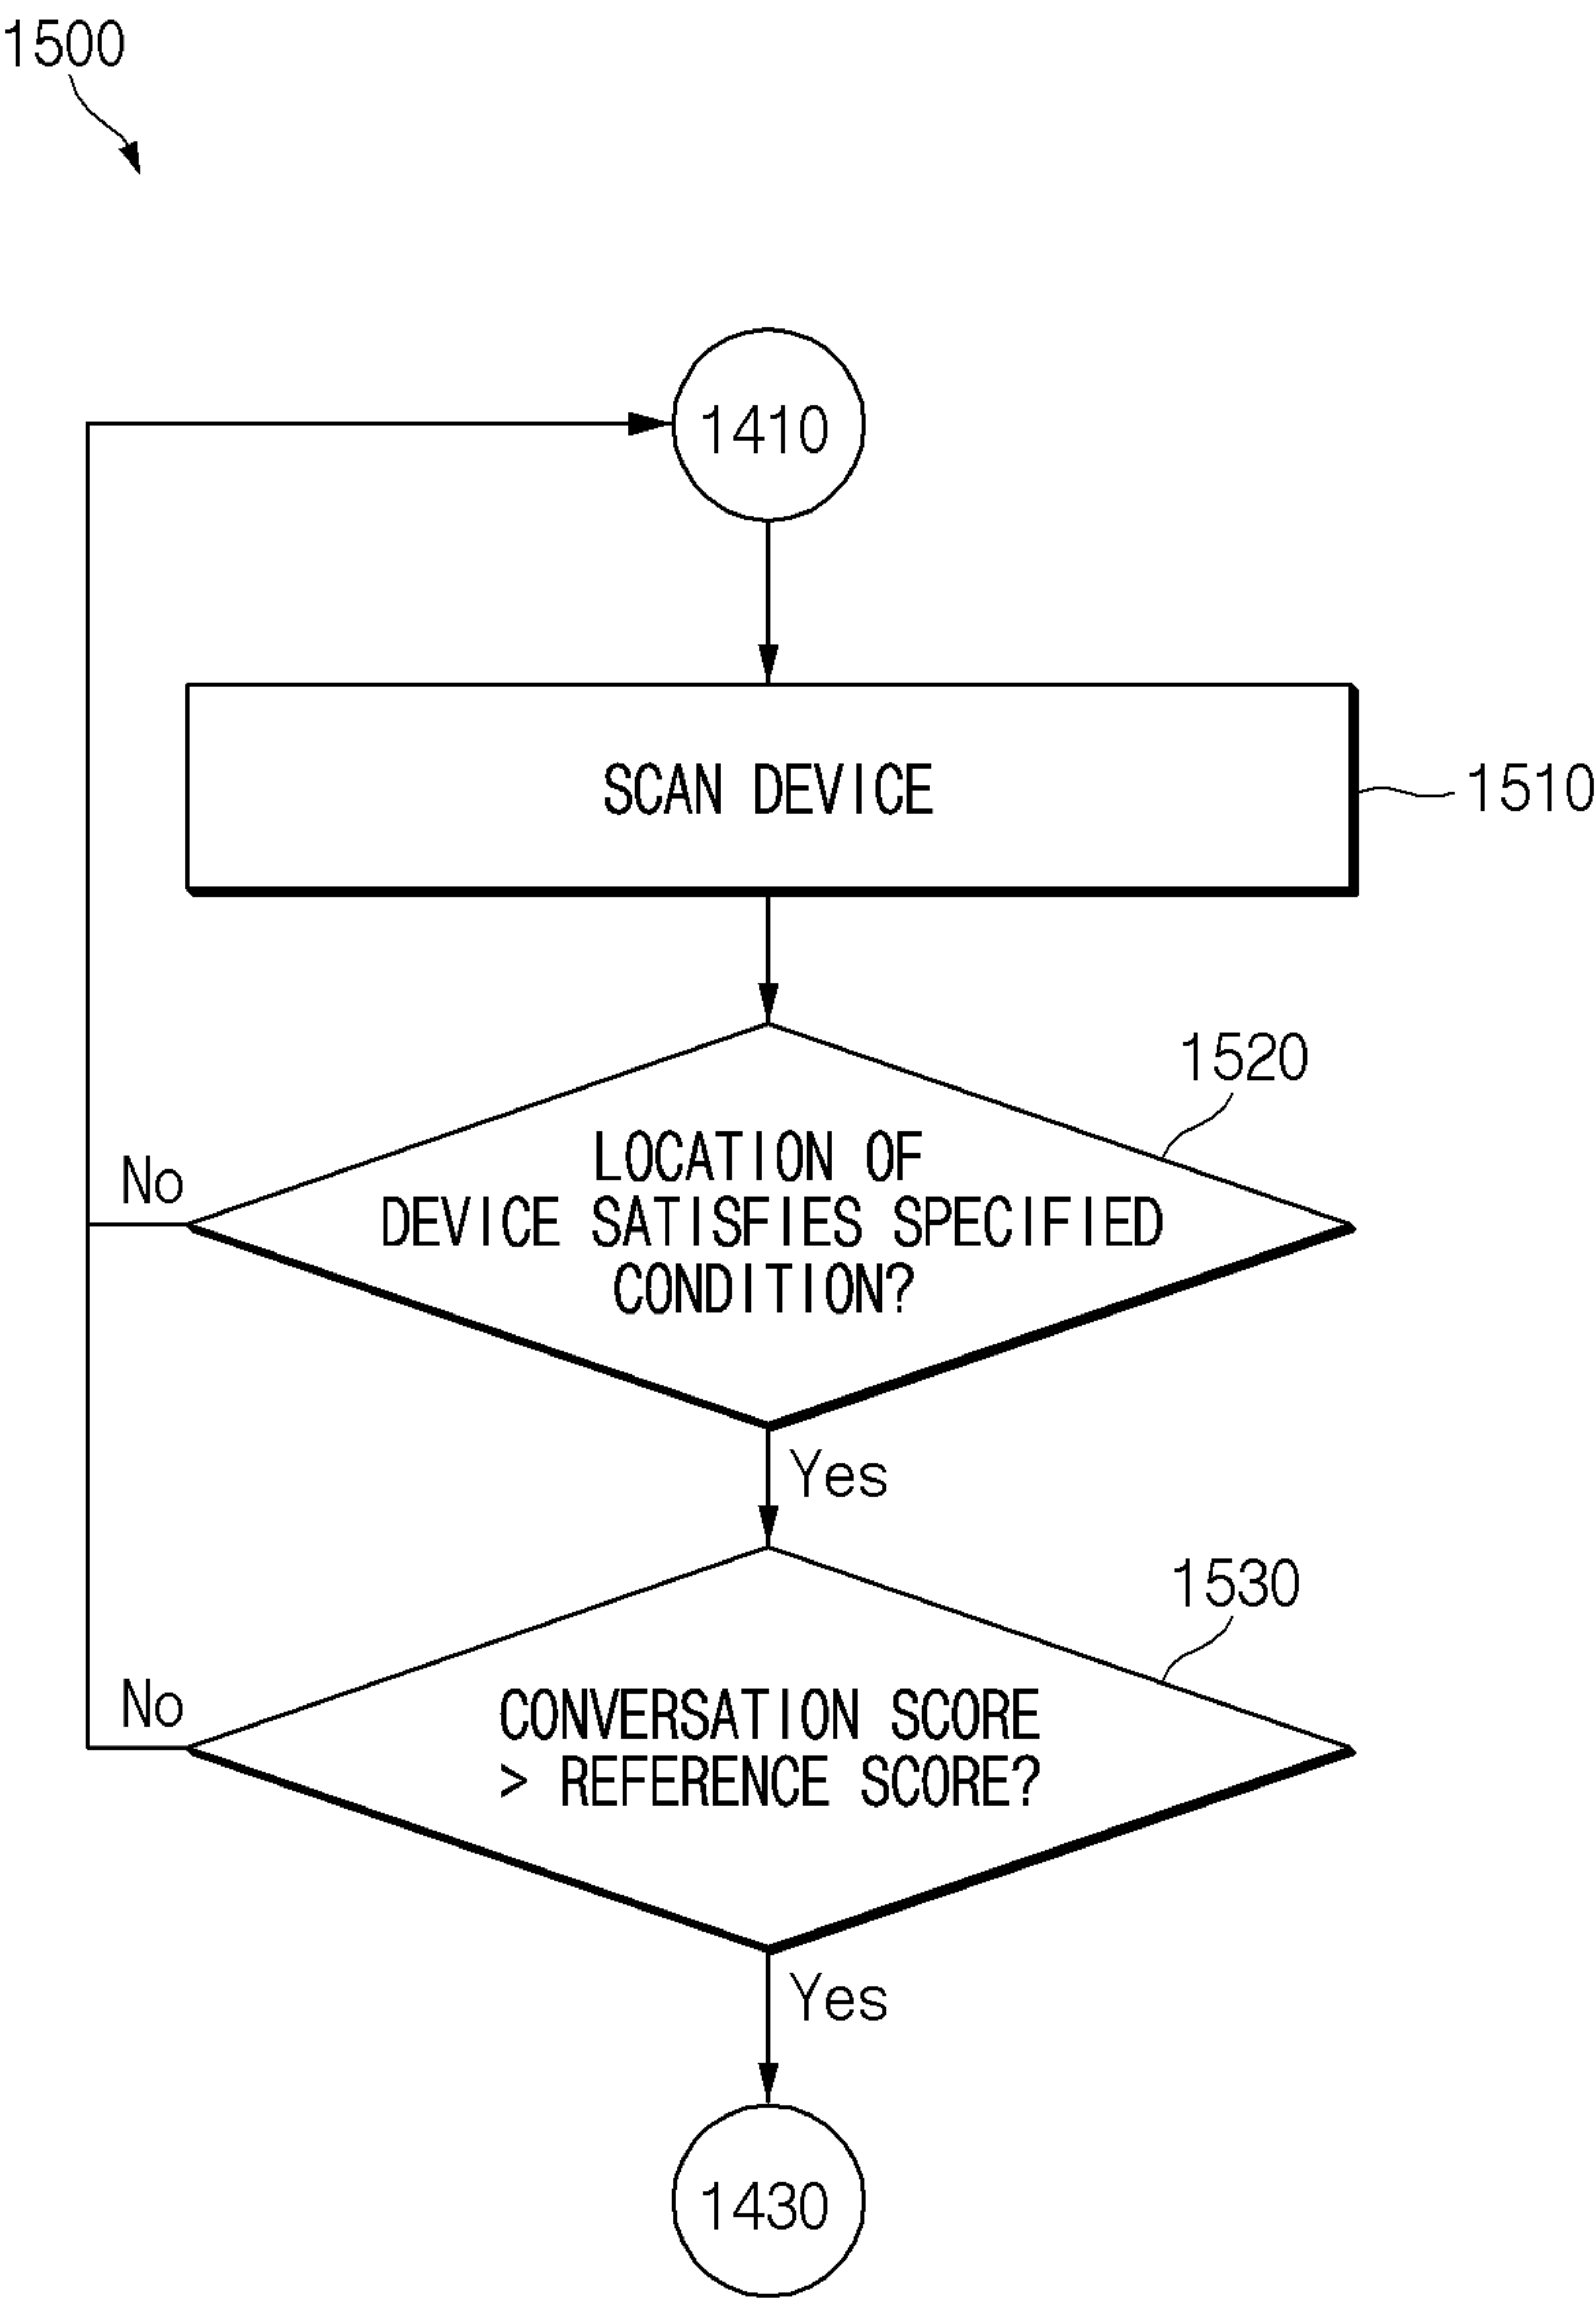 1500
1410
SCAN DEVICE
1510
1520
LOCATION OF
No
DEVICE SATISFIES SPECIFIED
CONDITION?
Yes
1530
No
CONVERSATION SCORE
> REFERENCE SCORE?
Yes
1430